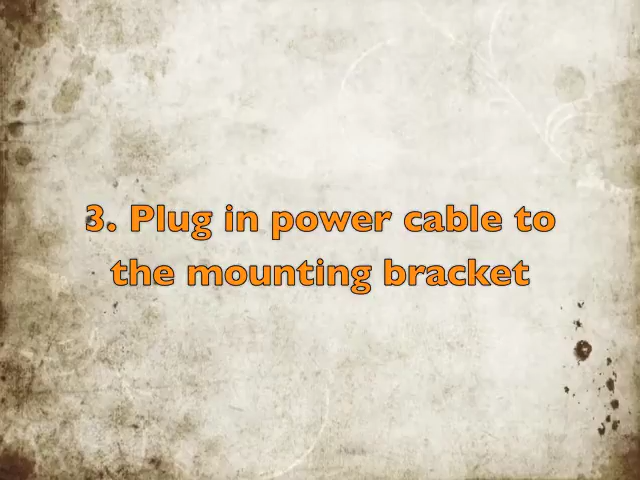 3. Plug in power cable to
the mounting bracket